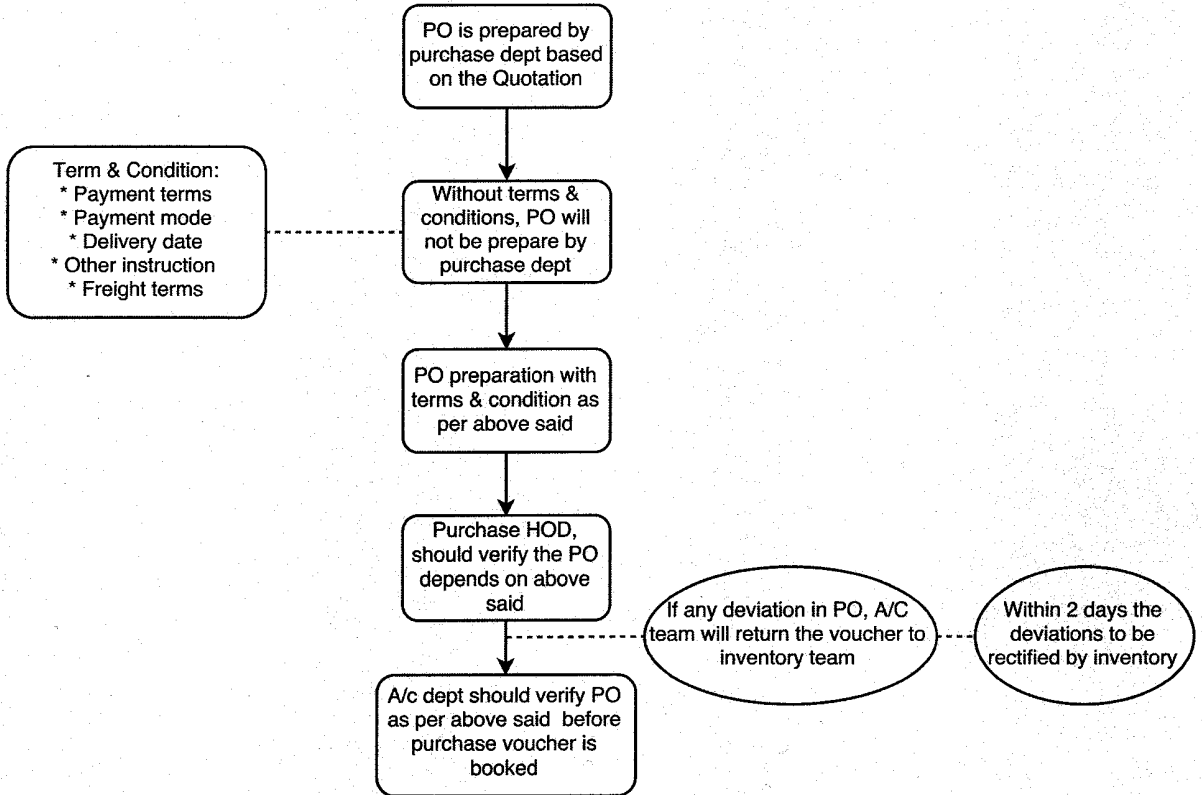 PO is prepared by
purchase dept based
on the Quotation
Term & Condition:
* Payment terms
* Payment mode
* Delivery date
* Other instruction
* Freight terms
Without terms &
conditions, PO will
not be prepare by
purchase dept
PO preparation with
terms & condition as
per above said
Purchase HOD,
should verify the PO
depends on above
said
If any deviation in PO, A/C
team will return the voucher to
inventory team
Within 2 days the
deviations to be
rectified by inventory
A/c dept should verify PO
as per above said before
purchase voucher is
booked